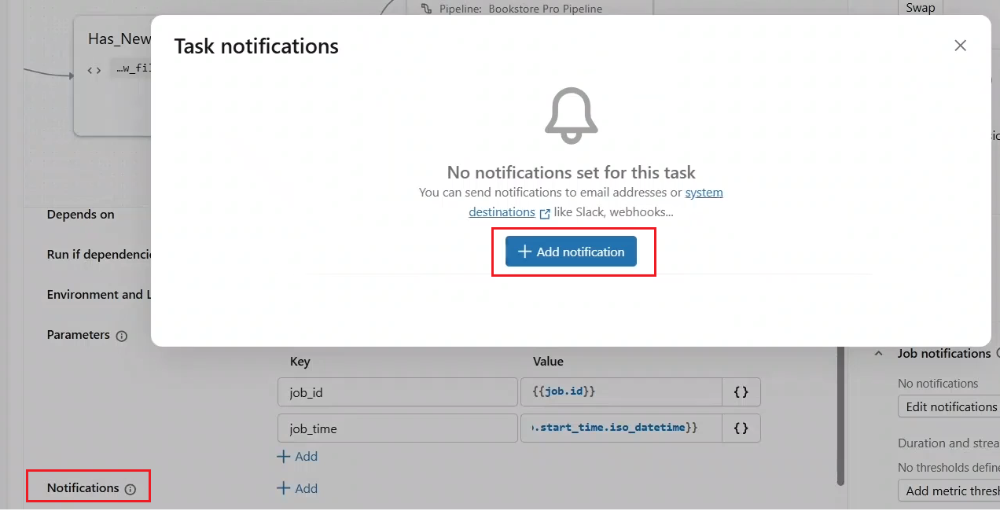 Pipeline: Bookstore Pro Pipeline
Swap
Has_New
…w_fil
Task notifications
No notifications set for this task
You can send notifications to email addresses or system
destinations like Slack, webhooks...
+ Add notification
Depends on
Run if dependencie
Environment and L
Parameters
Key Value
job_id {{job.id}} {}
job_time .start_time.iso_datetime}} {}
+ Add
Notifications + Add
Job notifications
No notifications
Edit notifications
Duration and strea
No thresholds define
Add metric thresh